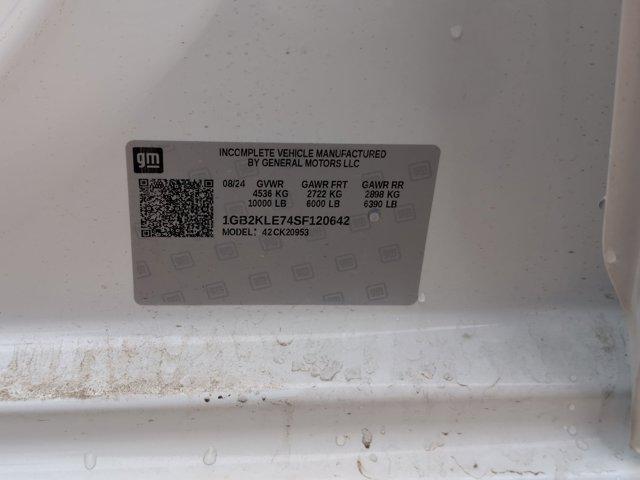 gm
INCOMPLETE VEHICLE MANUFACTURED
BY GENERAL MOTORS LLC
08/24 GVWR GAWR FRT GAWR RR
4536 KG 2722 KG 2898 KG
10000 LB 6000 LB 6390 LB
1GB2KLE74SF120642
MODEL: 42CK20953